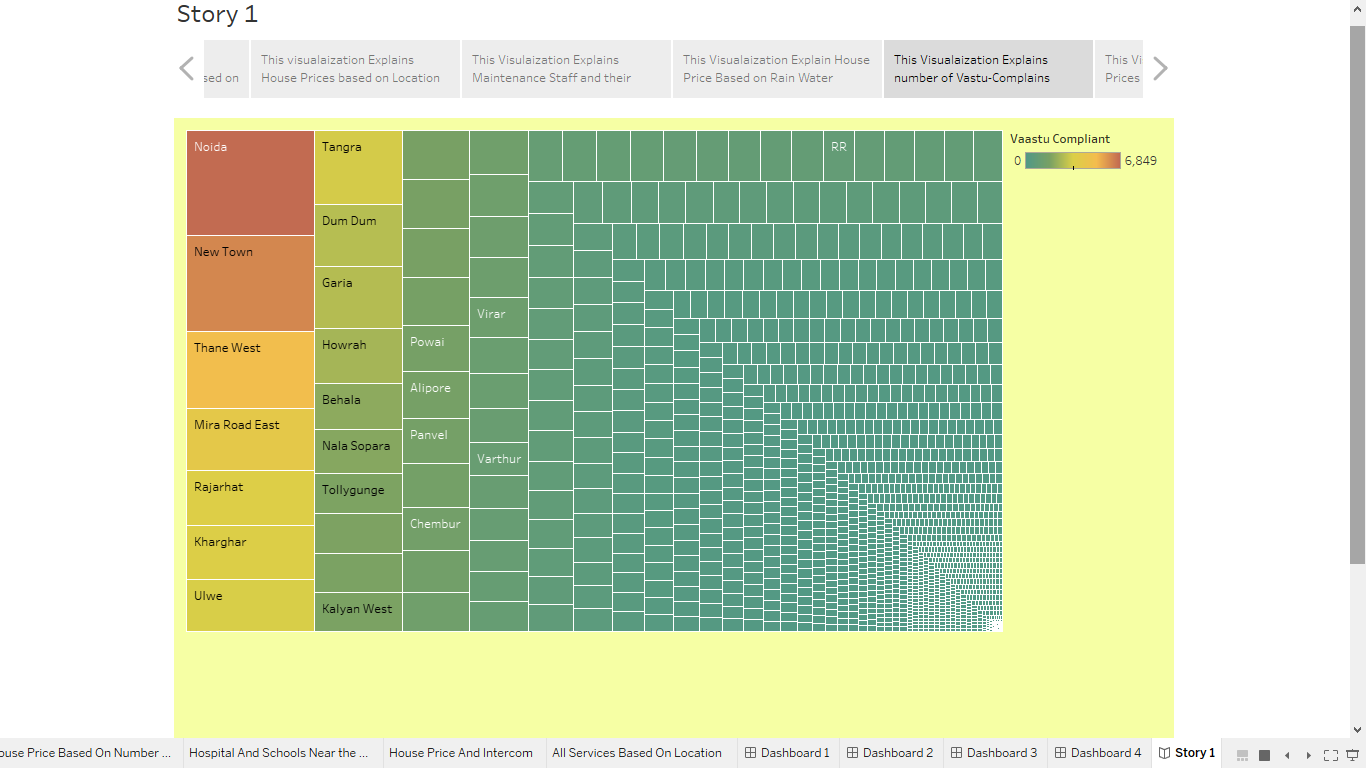 Story 1
sed on
This visualaization Explains
House Prices based on Location
This Visulaization Explains
Maintenance Staff and their
This Visualaization Explain House
Price Based on Rain Water
This Visualaization Explains
number of Vastu-Complains
This Vi
Prices
Noida
New Town
Thane West
Mira Road East
Rajarhat
Kharghar
Ulwe
Tangra
Dum Dum
Garia
Howrah
Behala
Nala Sopara
Tollygunge
Kalyan West
Powai
Alipore
Panvel
Chembur
Virar
Varthur
RR
Vaastu Compliant
0 6,849
ouse Price Based On Number ...
Hospital And Schools Near the ...
House Price And Intercom
All Services Based On Location
Dashboard 1
Dashboard 2
Dashboard 3
Dashboard 4
Story 1